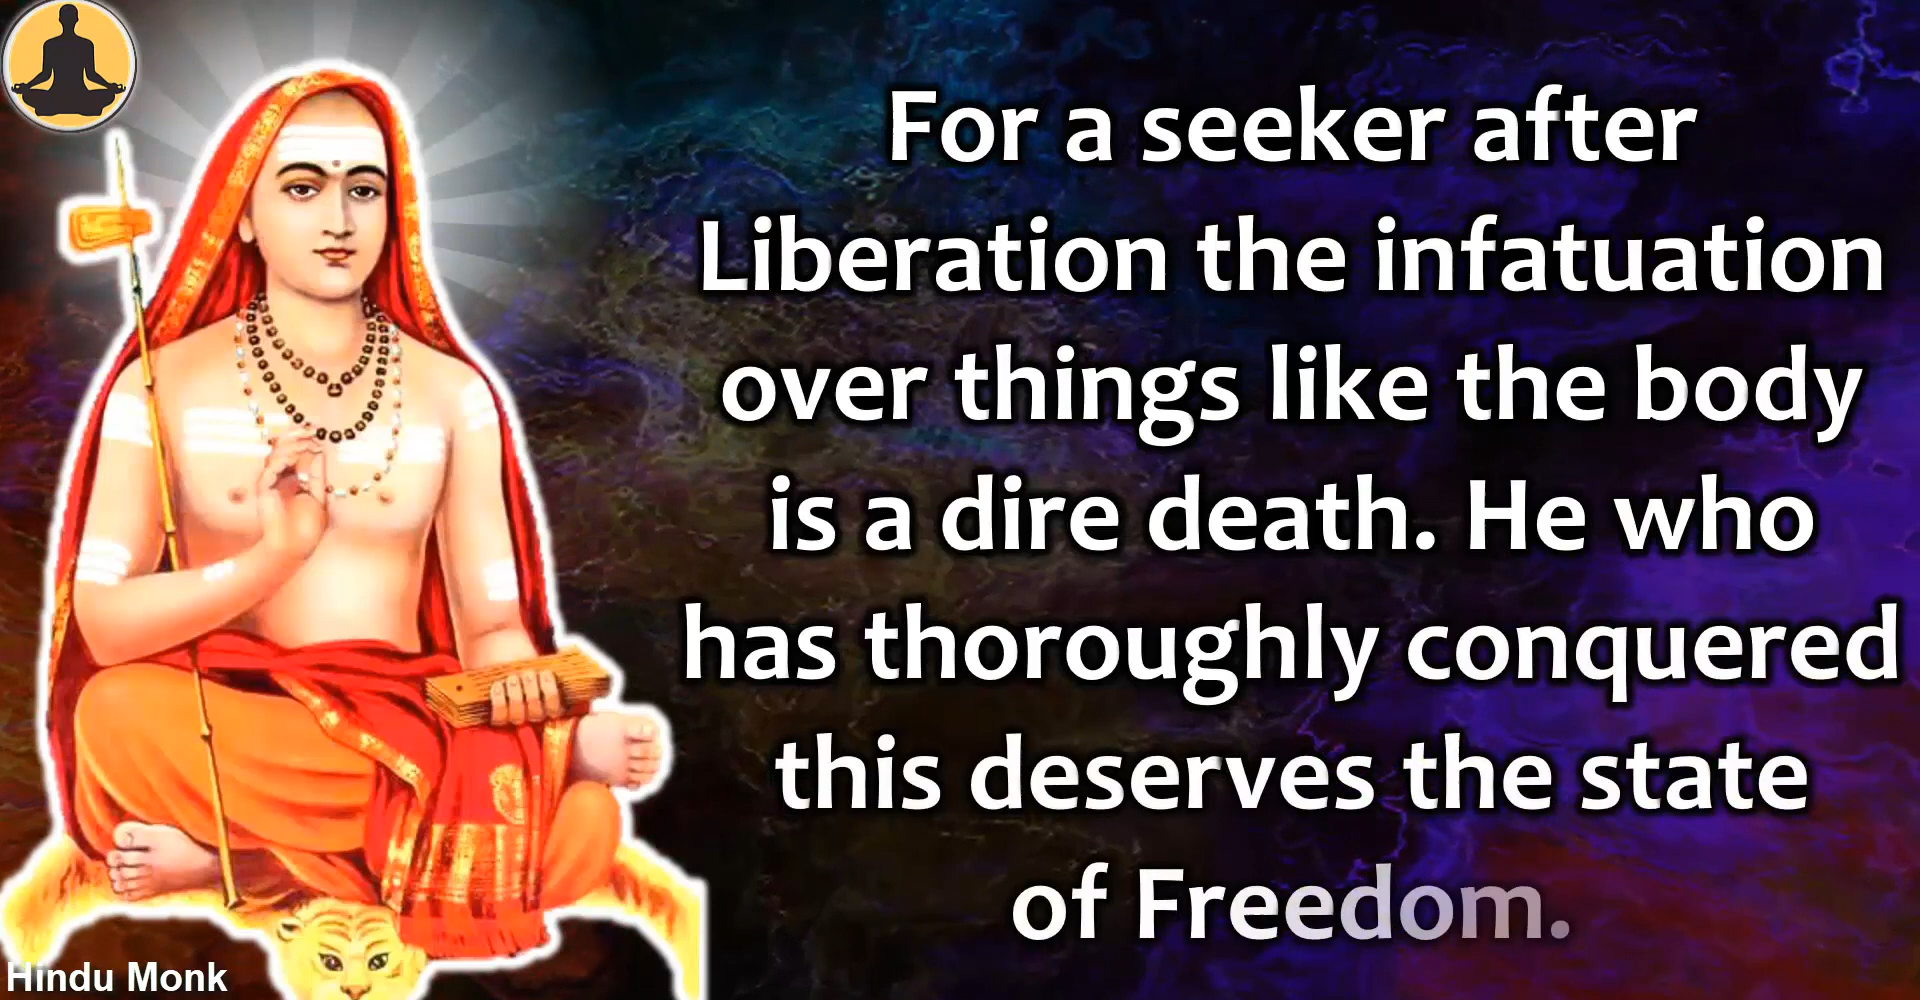 For a seeker after
Liberation the infatuation
over things like the body
is a dire death. He who
has thoroughly conquered
this deserves the state
of Freedom.
Hindu Monk